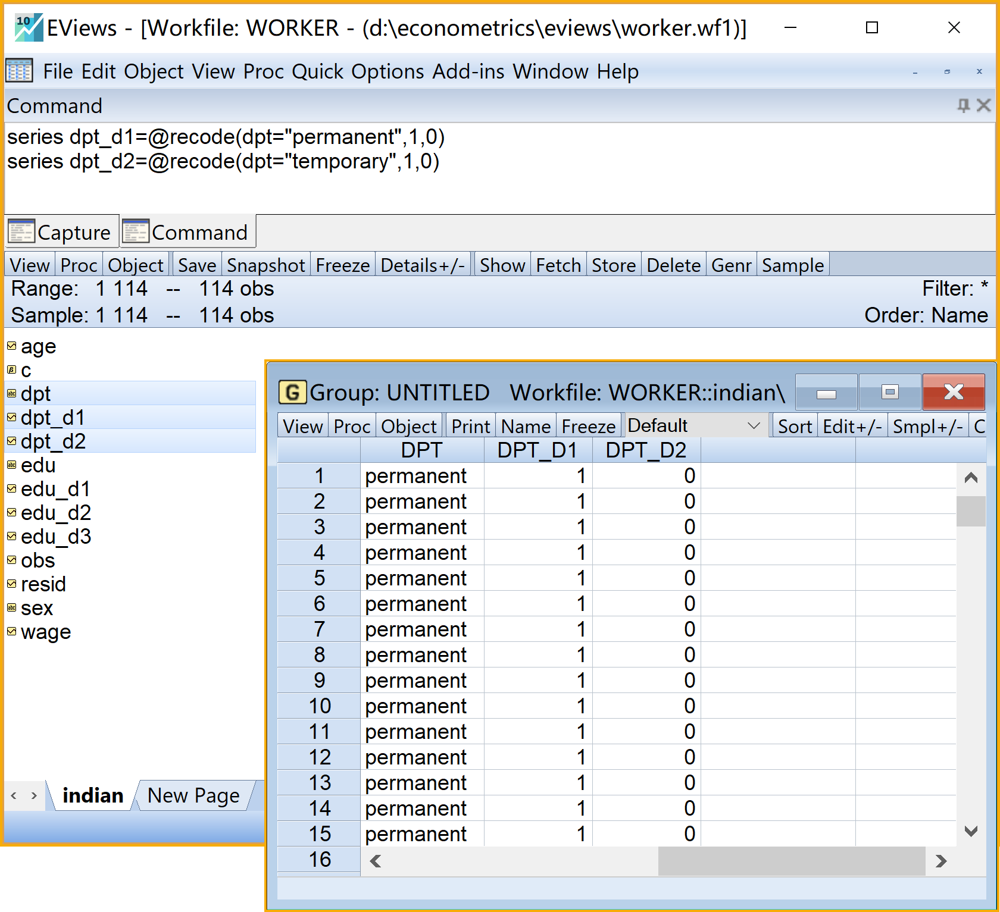 10 EViews - [Workfile: WORKER - (d:\econometrics\eviews\worker.wf1)]
File Edit Object View Proc Quick Options Add-ins Window Help
Command
series dpt_d1=@recode(dpt="permanent",1,0)
series dpt_d2=@recode(dpt="temporary",1,0)
Capture Command
View Proc Object Save Snapshot Freeze Details+/- Show Fetch Store Delete Genr Sample
Range: 1 114 -- 114 obs Filter: *
Sample: 1 114 -- 114 obs Order: Name
age
β c
abc dpt
dpt_d1
dpt_d2
abc edu
edu_d1
edu_d2
edu_d3
obs
resid
abc sex
wage
indian New Page
G Group: UNTITLED Workfile: WORKER::indian\
View Proc Object Print Name Freeze Default Sort Edit+/- Smpl+/- C
DPT DPT_D1 DPT_D2
1 permanent 1 0
2 permanent 1 0
3 permanent 1 0
4 permanent 1 0
5 permanent 1 0
6 permanent 1 0
7 permanent 1 0
8 permanent 1 0
9 permanent 1 0
10 permanent 1 0
11 permanent 1 0
12 permanent 1 0
13 permanent 1 0
14 permanent 1 0
15 permanent 1 0
16